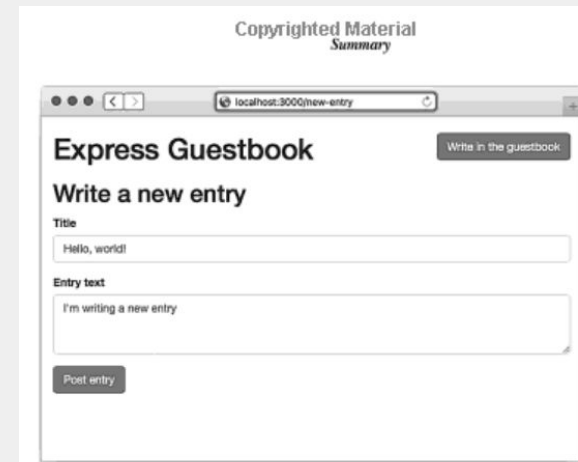 Copyrighted Material
Summary
localhost:3000/new-entry
Express Guestbook
Write in the guestbook
Write a new entry
Title
Hello, world!
Entry text
I'm writing a new entry
Post entry